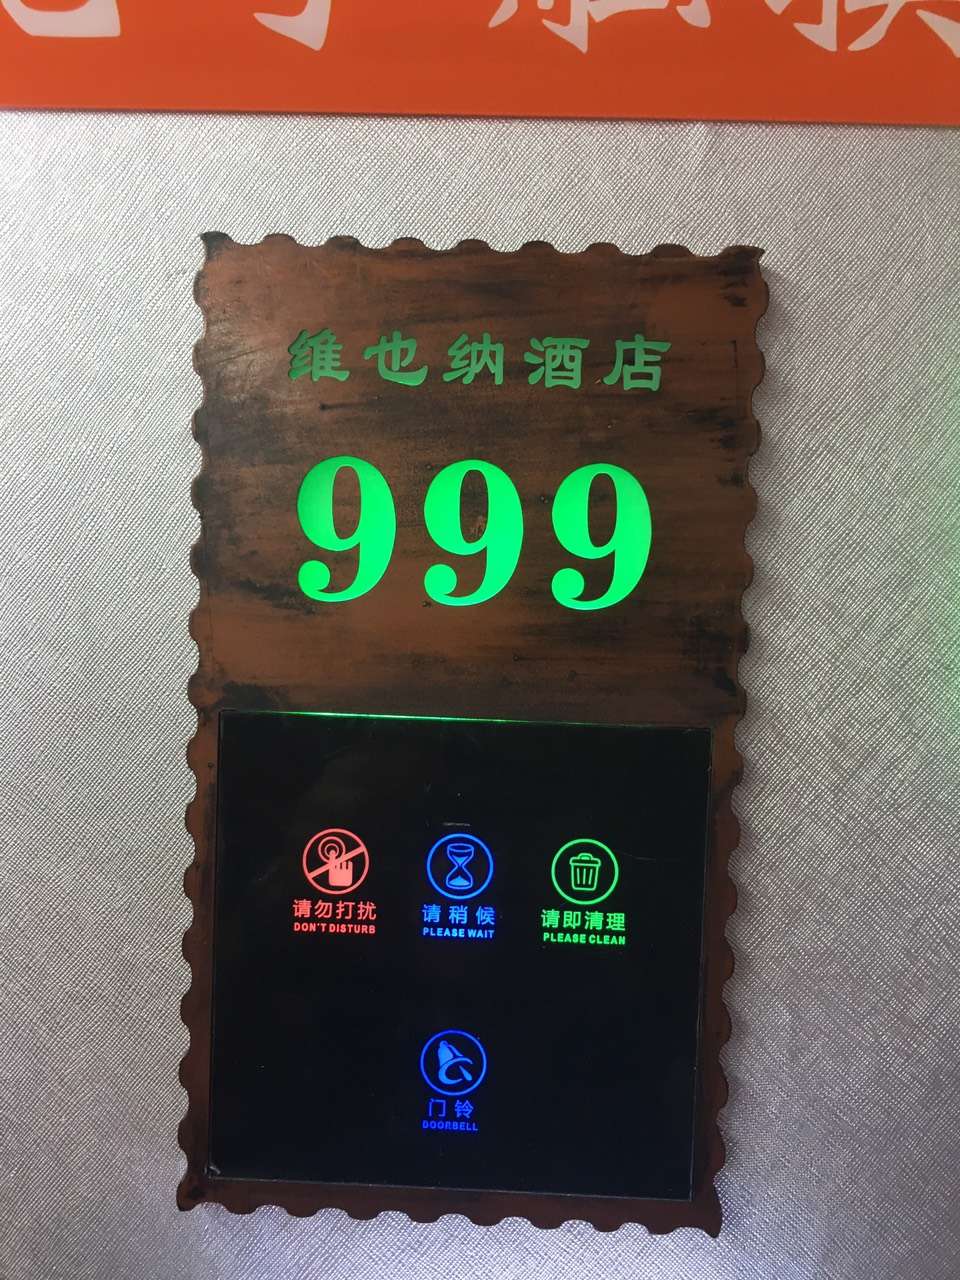 维也纳酒店
999
请勿打扰
DON'T DISTURB
请稍候
PLEASE WAIT
请即清理
PLEASE CLEAN
门铃
DOORBELL